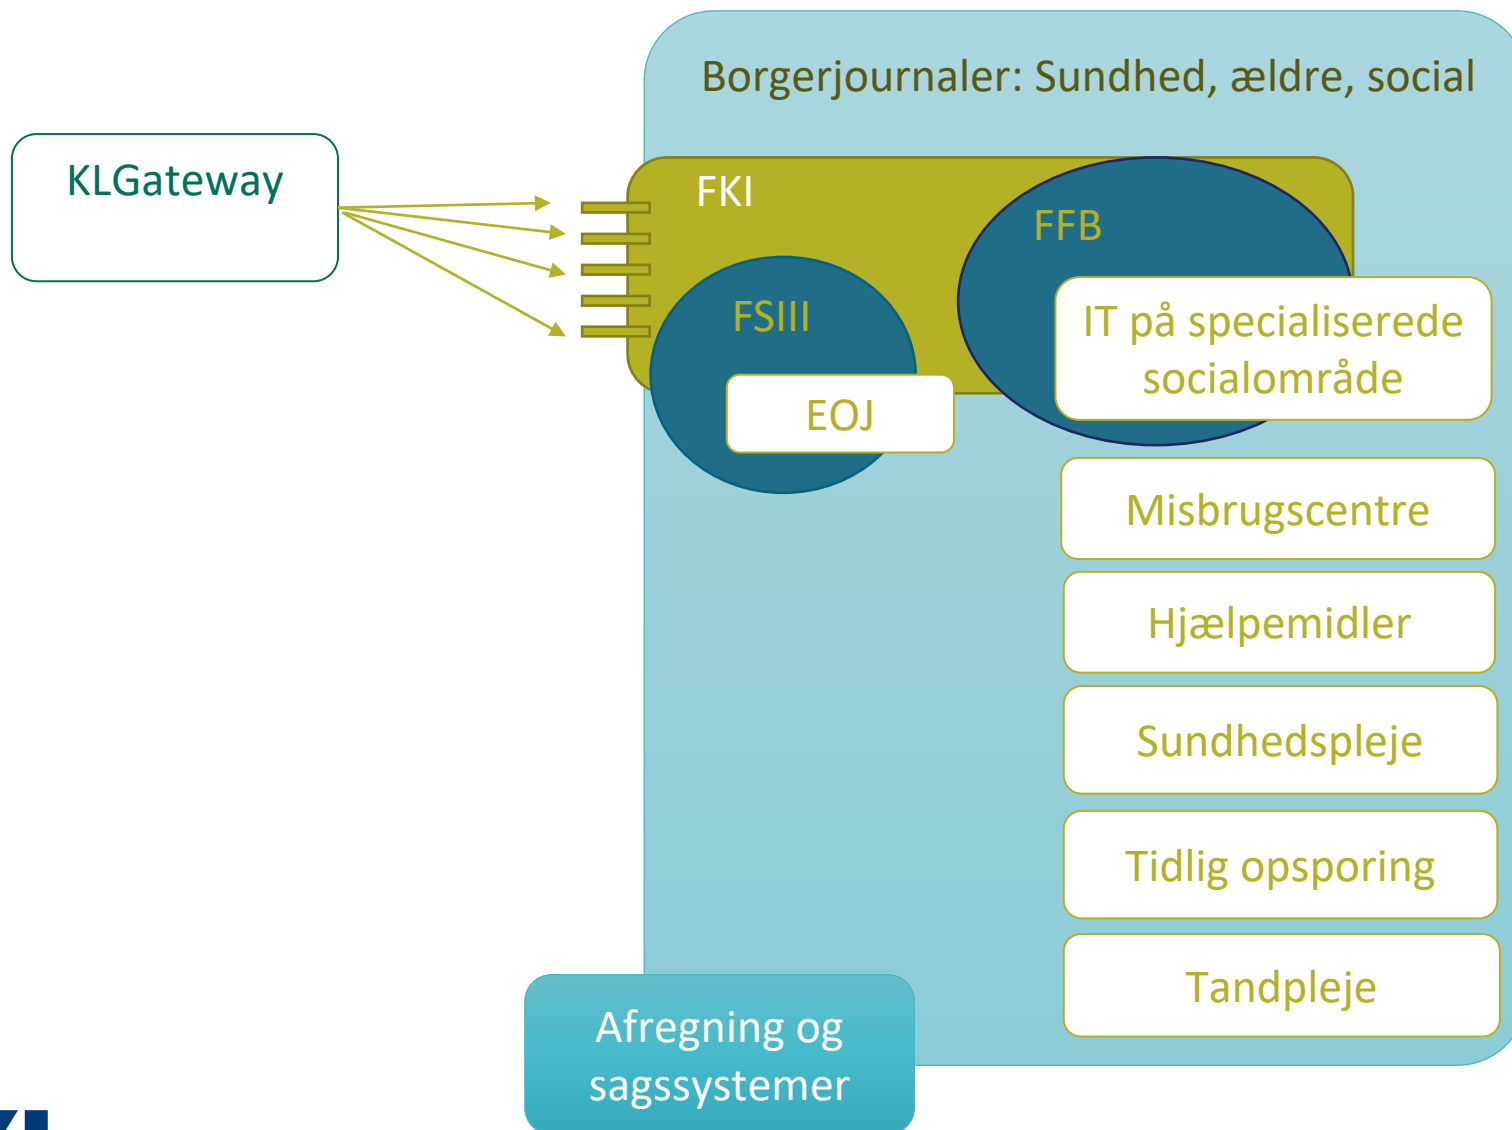 Borgerjournaler: Sundhed, ældre, social
KLGateway
FKI
FFB
FSIII
IT på specialiserede
socialområde
EOJ
Misbrugscentre
Hjælpemidler
Sundhedspleje
Tidlig opsporing
Tandpleje
Afregning og
sagssystemer